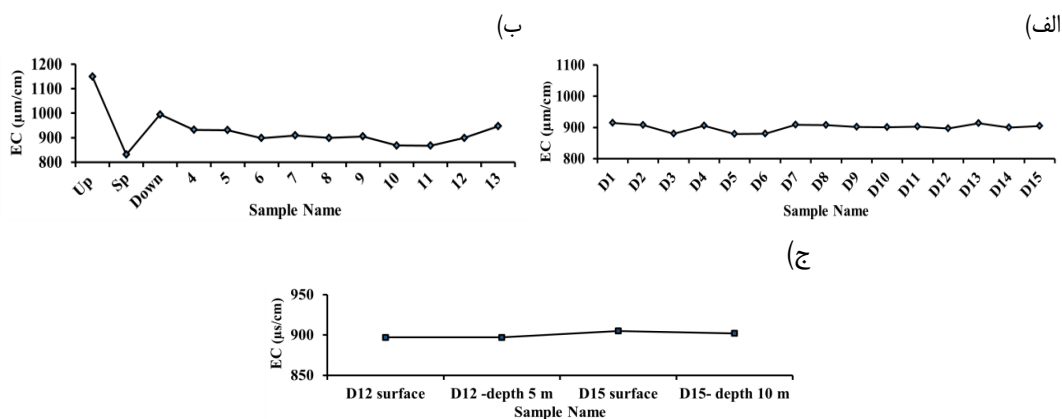 الف)
EC (µm/cm)
1100
1000
900
800
D1 D2 D3 D4 D5 D6 D7 D8 D9 D10 D11 D12 D13 D14 D15
Sample Name
ب)
EC (µm/cm)
1200
1100
1000
900
800
Up Sp Down 4 5 6 7 8 9 10 11 12 13
Sample Name
ج)
EC (µs/cm)
950
900
850
D12 surface D12 -depth 5 m D15 surface D15- depth 10 m
Sample Name